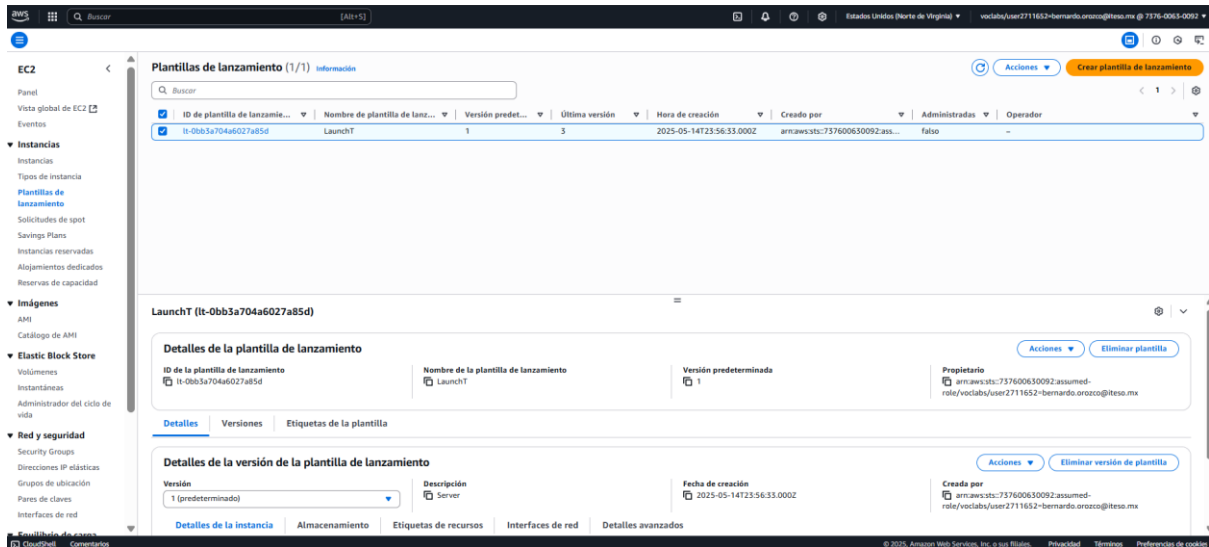 aws
Buscar
[Alt+S]
Estados Unidos (Norte de Virginia)
voclabs/user2711652=bernardo.orozco@iteso.mx @ 7376-0063-0092
EC2
Panel
Vista global de EC2
Eventos
Instancias
Instancias
Tipos de instancia
Plantillas de
lanzamiento
Solicitudes de spot
Savings Plans
Instancias reservadas
Alojamientos dedicados
Reservas de capacidad
Imágenes
AMI
Catálogo de AMI
Elastic Block Store
Volúmenes
Instantáneas
Administrador del ciclo de
vida
Red y seguridad
Security Groups
Direcciones IP elásticas
Grupos de ubicación
Pares de claves
Interfaces de red
Equilibrio de carga
Plantillas de lanzamiento (1/1) Información
Acciones
Crear plantilla de lanzamiento
Buscar
1
ID de plantilla de lanzamie... Nombre de plantilla de lanz... Versión predet... Última versión Hora de creación Creado por Administradas Operador
lt-0bb3a704a6027a85d LaunchT 1 3 2025-05-14T23:56:33.000Z arn:aws:sts::737600630092:ass... falso –
LaunchT (lt-0bb3a704a6027a85d)
Detalles de la plantilla de lanzamiento
Acciones
Eliminar plantilla
ID de la plantilla de lanzamiento Nombre de la plantilla de lanzamiento Versión predeterminada Propietario
lt-0bb3a704a6027a85d LaunchT 1 arn:aws:sts::737600630092:assumed-
role/voclabs/user2711652=bernardo.orozco@iteso.mx
Detalles Versiones Etiquetas de la plantilla
Detalles de la versión de la plantilla de lanzamiento
Acciones
Eliminar versión de plantilla
Versión Descripción Fecha de creación Creada por
1 (predeterminado) Server 2025-05-14T23:56:33.000Z arn:aws:sts::737600630092:assumed-
role/voclabs/user2711652=bernardo.orozco@iteso.mx
Detalles de la instancia Almacenamiento Etiquetas de recursos Interfaces de red Detalles avanzados
CloudShell Comentarios
© 2025, Amazon Web Services, Inc. o sus filiales. Privacidad Términos Preferencias de cookies